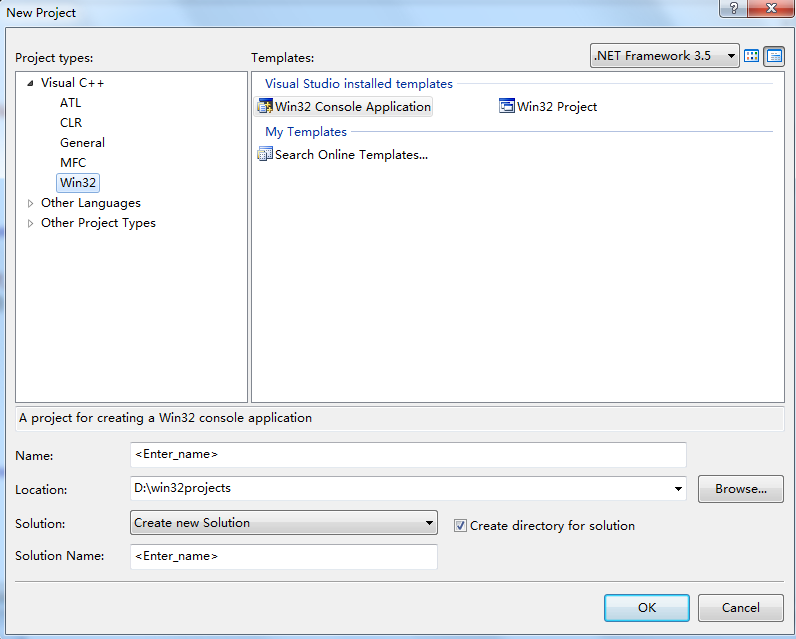 New Project
Project types:
Templates:
.NET Framework 3.5
Visual C++
ATL
CLR
General
MFC
Win32
Other Languages
Other Project Types
Visual Studio installed templates
Win32 Console Application
Win32 Project
My Templates
Search Online Templates...
A project for creating a Win32 console application
Name:
<Enter_name>
Location:
D:\win32projects
Browse...
Solution:
Create new Solution
Create directory for solution
Solution Name:
<Enter_name>
OK
Cancel